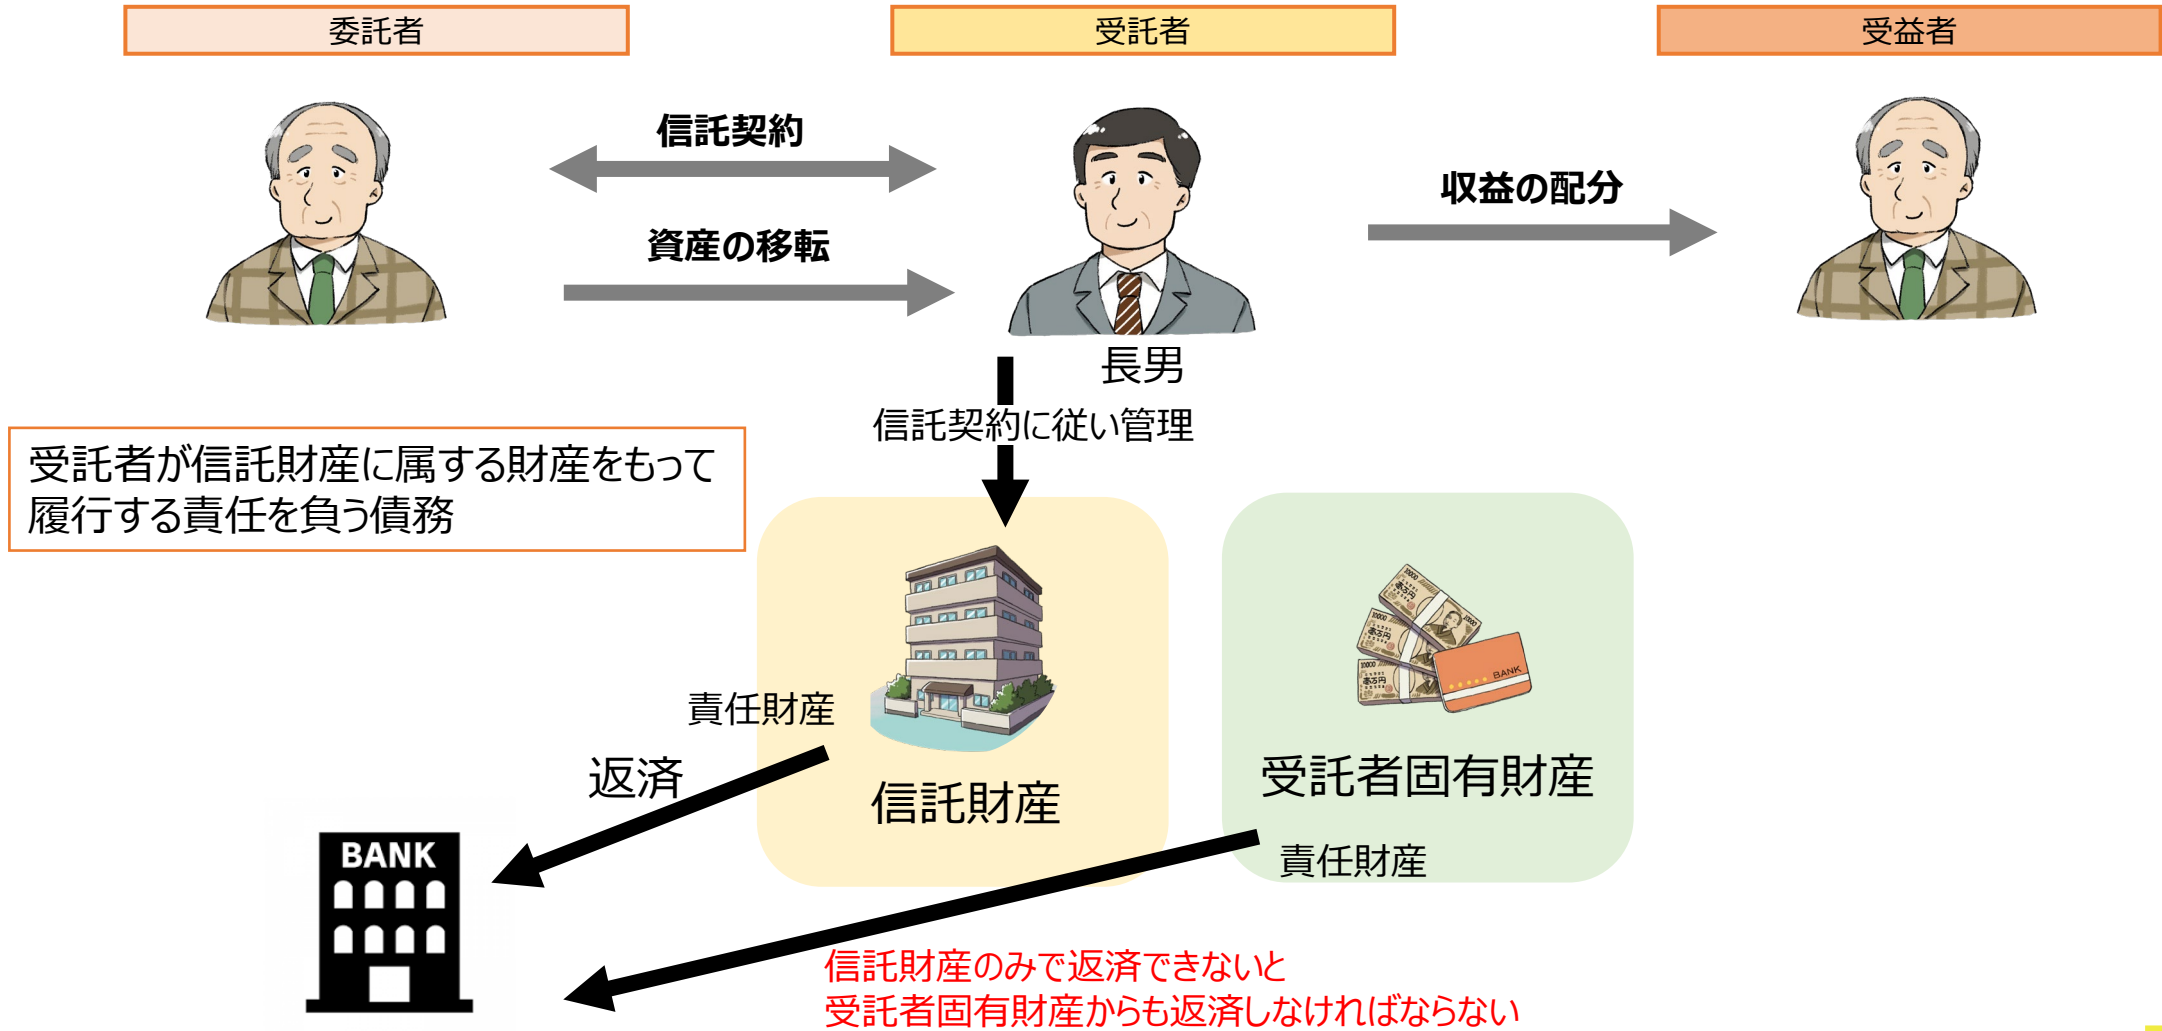 委託者
受託者
受益者
信託契約
資産の移転
収益の配分
長男
信託契約に従い管理
受託者が信託財産に属する財産をもって
履行する責任を負う債務
責任財産
返済
信託財産
BANK
受託者固有財産
責任財産
BANK
信託財産のみで返済できないと
受託者固有財産からも返済しなければならない